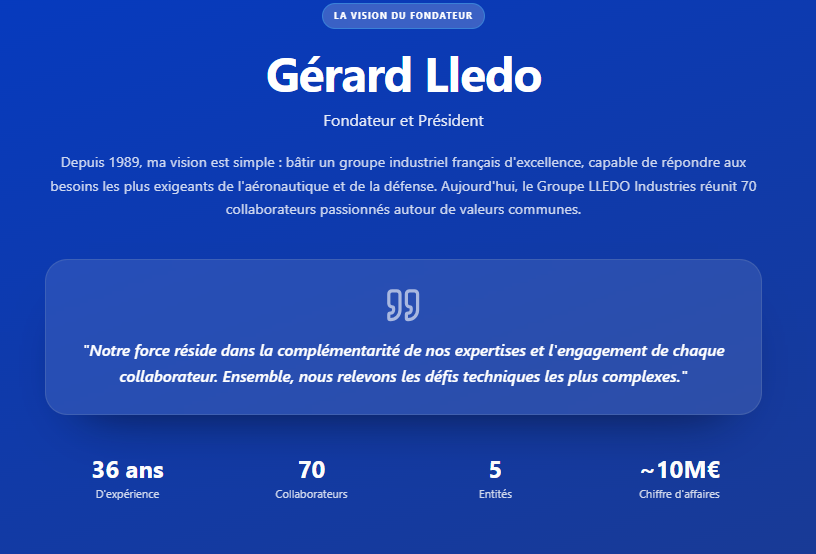 LA VISION DU FONDATEUR
Gérard Lledo
Fondateur et Président
Depuis 1989, ma vision est simple : bâtir un groupe industriel français d'excellence, capable de répondre aux
besoins les plus exigeants de l'aéronautique et de la défense. Aujourd'hui, le Groupe LLEDO Industries réunit 70
collaborateurs passionnés autour de valeurs communes.
"Notre force réside dans la complémentarité de nos expertises et l'engagement de chaque
collaborateur. Ensemble, nous relevons les défis techniques les plus complexes."
36 ans
D'expérience
70
Collaborateurs
5
Entités
~10M€
Chiffre d'affaires